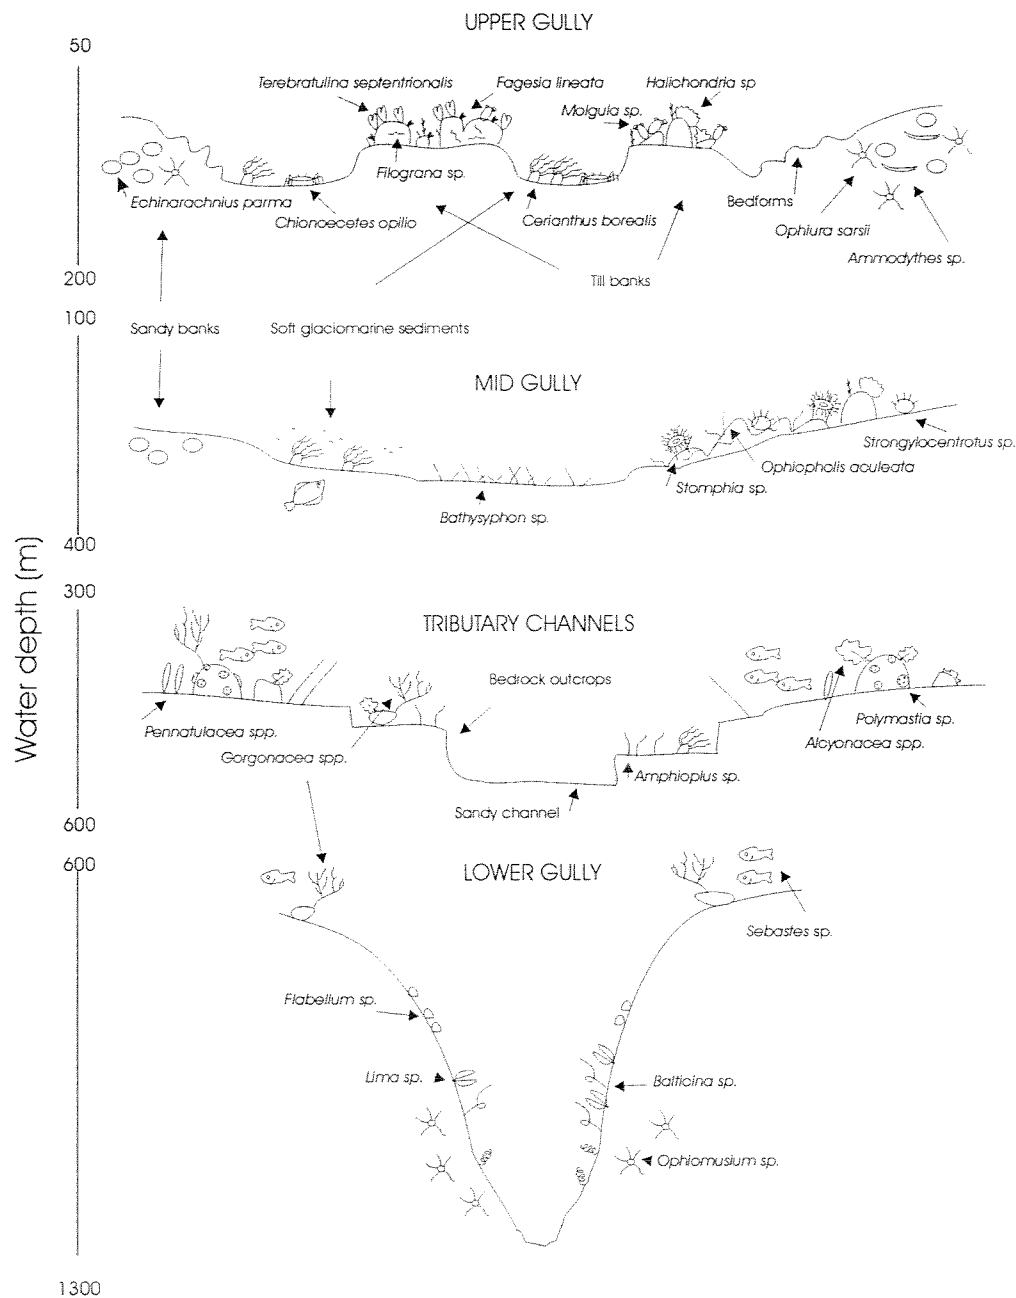 UPPER GULLY
50
Terebratulina septentrionalis
Fagesia lineata
Halichondria sp
Molgula sp.
Filograna sp.
Echinarachnius parma
Chionoecetes opilio
Cerianthus borealis
Bedforms
Ophiura sarsii
Ammodythes sp.
200
Till banks
100
Sandy banks
Soft glaciomarine sediments
MID GULLY
Strongylocentrotus sp.
Ophiopholis aculeata
Stomphia sp.
Bathysyphon sp.
400
Water depth (m)
300
TRIBUTARY CHANNELS
Bedrock outcrops
Pennatulacea spp.
Gorgonacea spp.
Polymastia sp.
Alcyonacea spp.
Amphioplus sp.
Sandy channel
600
600
LOWER GULLY
Sebastes sp.
Flabellum sp.
Lima sp.
Balticina sp.
Ophiomusium sp.
1300